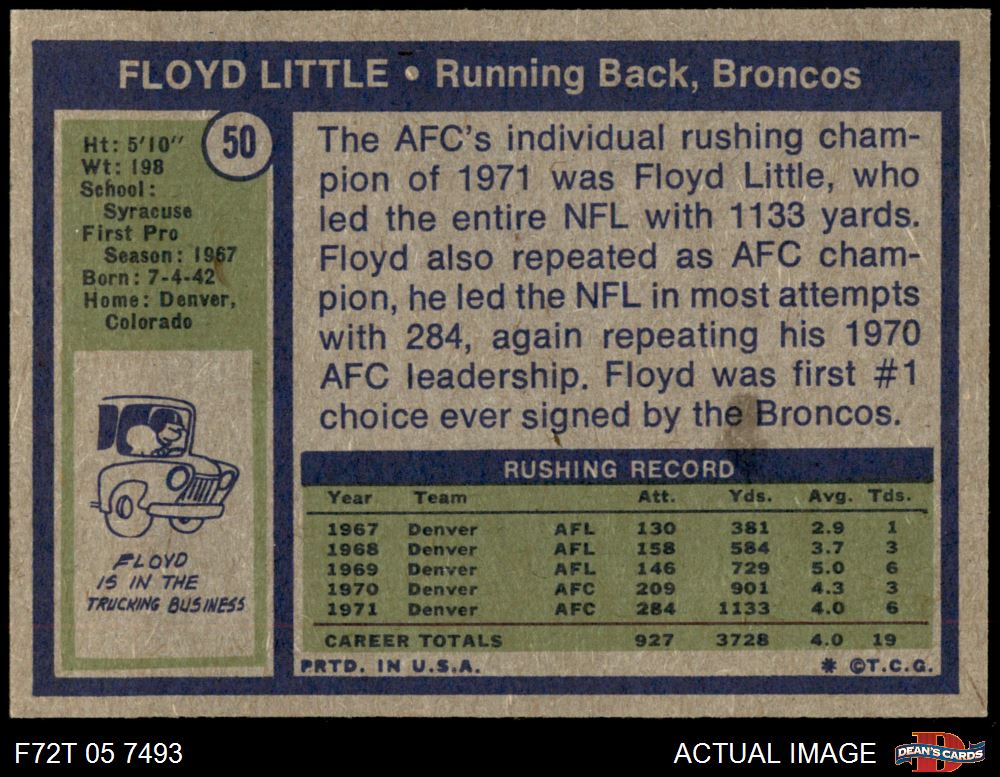 FLOYD LITTLE • Running Back, Broncos
50
Ht: 5'10"
Wt: 198
School:
Syracuse
First Pro
Season: 1967
Born: 7-4-42
Home: Denver,
Colorado
FLOYD
IS IN THE
TRUCKING BUSINESS
The AFC's individual rushing cham-
pion of 1971 was Floyd Little, who
led the entire NFL with 1133 yards.
Floyd also repeated as AFC cham-
pion, he led the NFL in most attempts
with 284, again repeating his 1970
AFC leadership. Floyd was first #1
choice ever signed by the Broncos.
RUSHING RECORD
Year Team Att. Yds. Avg. Tds.
1967 Denver AFL 130 381 2.9 1
1968 Denver AFL 158 584 3.7 3
1969 Denver AFL 146 729 5.0 6
1970 Denver AFC 209 901 4.3 3
1971 Denver AFC 284 1133 4.0 6
CAREER TOTALS 927 3728 4.0 19
PRTD. IN U.S.A. * ©T.C.G.
F72T 05 7493 ACTUAL IMAGE DEAN'S CARDS